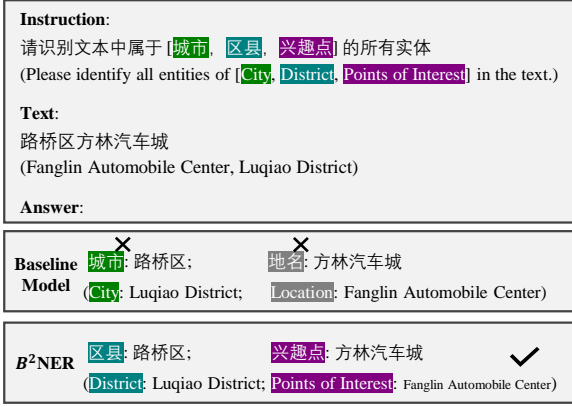 Instruction:
请识别文本中属于 [城市, 区县, 兴趣点] 的所有实体
(Please identify all entities of [City, District, Points of Interest] in the text.)
Text:
路桥区方林汽车城
(Fanglin Automobile Center, Luqiao District)
Answer:
Baseline Model
城市: 路桥区; 地名: 方林汽车城
(City: Luqiao District; Location: Fanglin Automobile Center)
B²NER
区县: 路桥区; 兴趣点: 方林汽车城
(District: Luqiao District; Points of Interest: Fanglin Automobile Center)